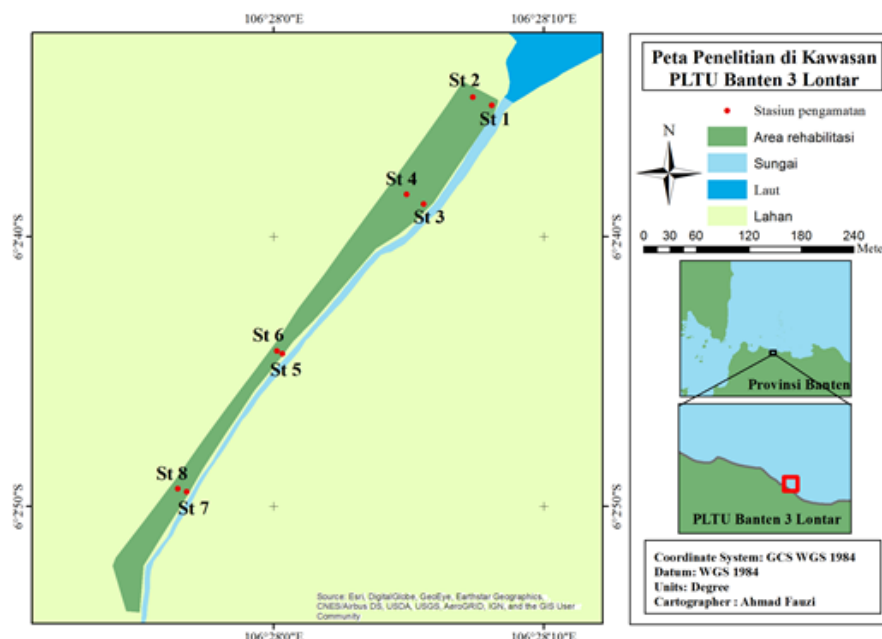 106°28'0"E
106°28'10"E
St 2
St 1
St 4
St 3
St 6
St 5
St 8
St 7
6°2'40"S
6°2'50"S
6°2'40"S
6°2'50"S
Source: Esri, DigitalGlobe, GeoEye, Earthstar Geographics,
CNES/Airbus DS, USDA, USGS, AeroGRID, IGN, and the GIS User
Community
106°28'0"E
106°28'10"E
Peta Penelitian di Kawasan
PLTU Banten 3 Lontar
Stasiun pengamatan
N
Area rehabilitasi
Sungai
Laut
Lahan
0 30 60 120 180 240
Mete
Provinsi Banten
PLTU Banten 3 Lontar
Coordinate System: GCS WGS 1984
Datum: WGS 1984
Units: Degree
Cartographer : Ahmad Fauzi